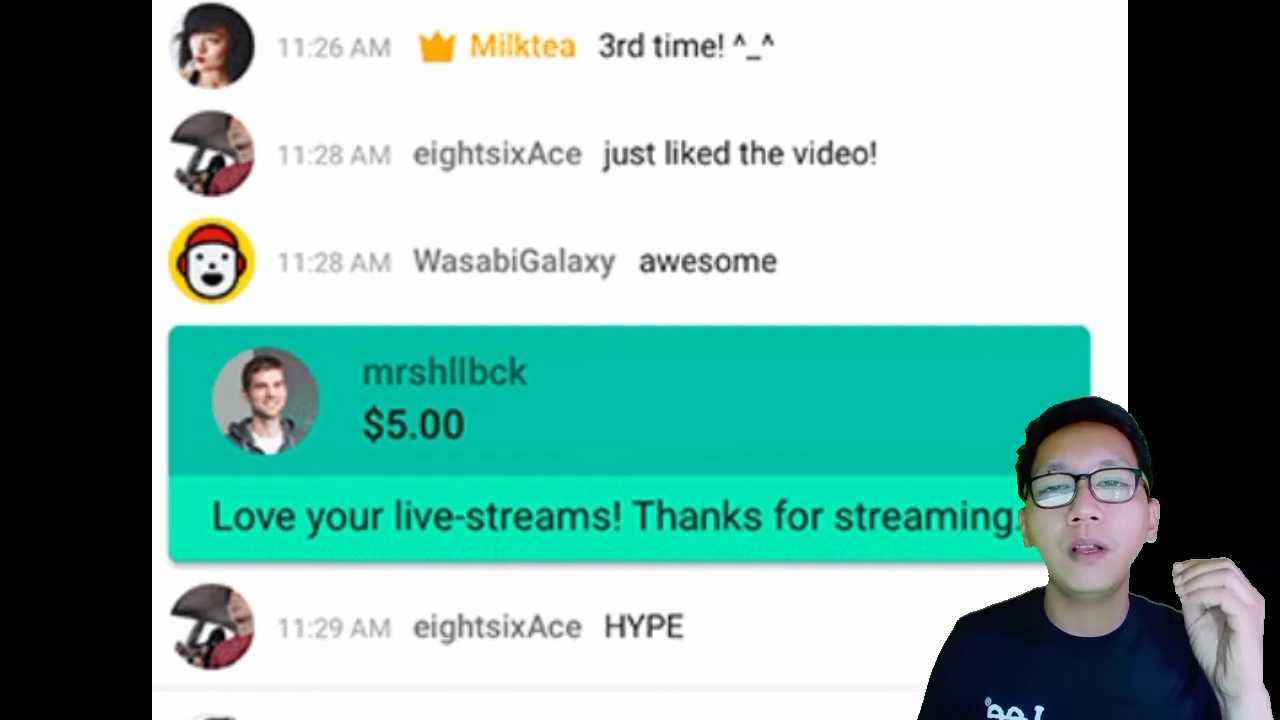 11:26 AM Milktea 3rd time! ^_^
11:28 AM eightsixAce just liked the video!
11:28 AM WasabiGalaxy awesome
mrshllbck
$5.00
Love your live-streams! Thanks for streaming.
11:29 AM eightsixAce HYPE